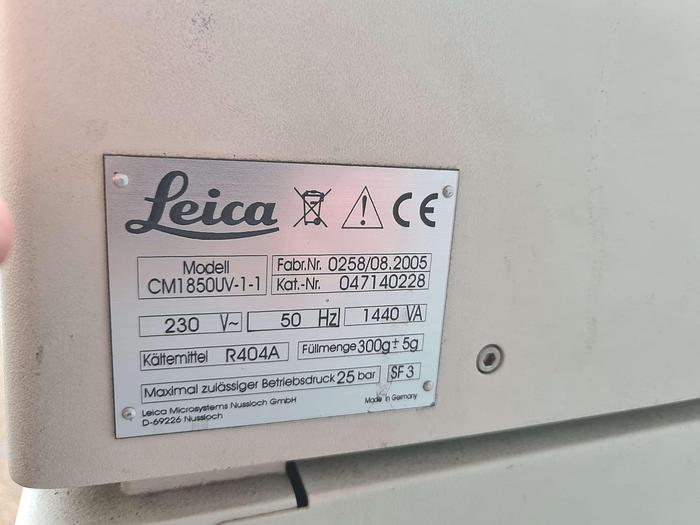 Leica
CE
Modell
CM1850UV-1-1
Fabr.Nr. 0258/08.2005
Kat.-Nr. 047140228
230 V~ 50 Hz 1440 VA
Kältemittel R404A Füllmenge 300g ± 5g
Maximal zulässiger Betriebsdruck 25 bar SF 3
Leica Microsystems Nussloch GmbH
D-69226 Nussloch
Made in Germany